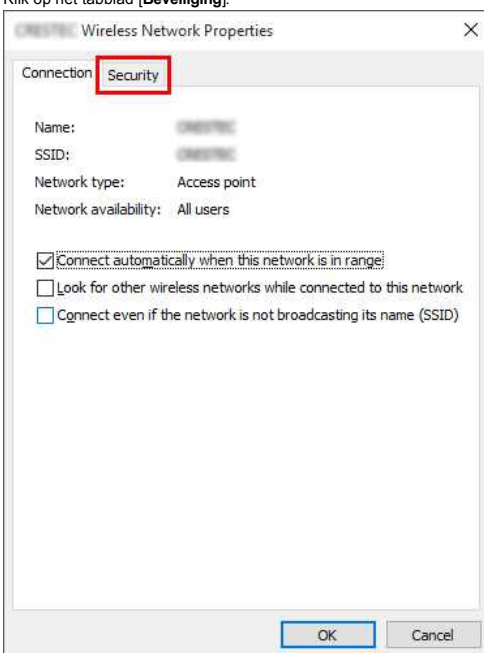 Klik op het tabblad [Beveiliging].
Wireless Network Properties
Connection Security
Name:
SSID:
Network type: Access point
Network availability: All users
Connect automatically when this network is in range
Look for other wireless networks while connected to this network
Connect even if the network is not broadcasting its name (SSID)
OK Cancel